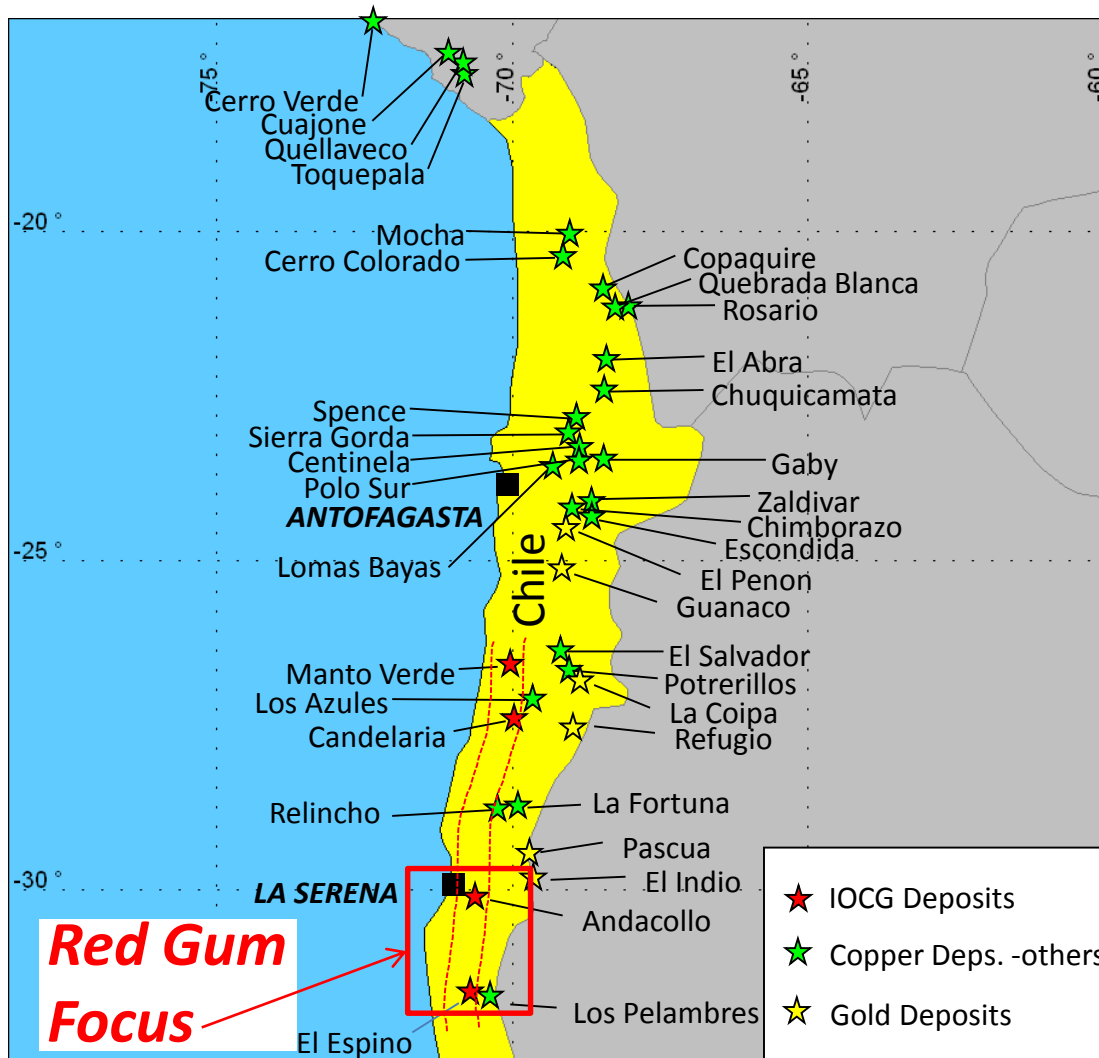 -75°
-70°
-65°
-60
Cerro Verde
Cuajone
Quellaveco
Toquepala
-20°
Mocha
Cerro Colorado
Copaquire
Quebrada Blanca
Rosario
El Abra
Chuquicamata
Spence
Sierra Gorda
Centinela
Polo Sur
Gaby
ANTOFAGASTA
Zaldivar
Chimborazo
Escondida
-25°
Lomas Bayas
Chile
El Penon
Guanaco
El Salvador
Manto Verde
Potrerillos
Los Azules
La Coipa
Candelaria
Refugio
Relincho
La Fortuna
Pascua
-30°
LA SERENA
El Indio
Andacollo
Red Gum
Focus
Los Pelambres
El Espino
IOCG Deposits
Copper Deps. -others
Gold Deposits